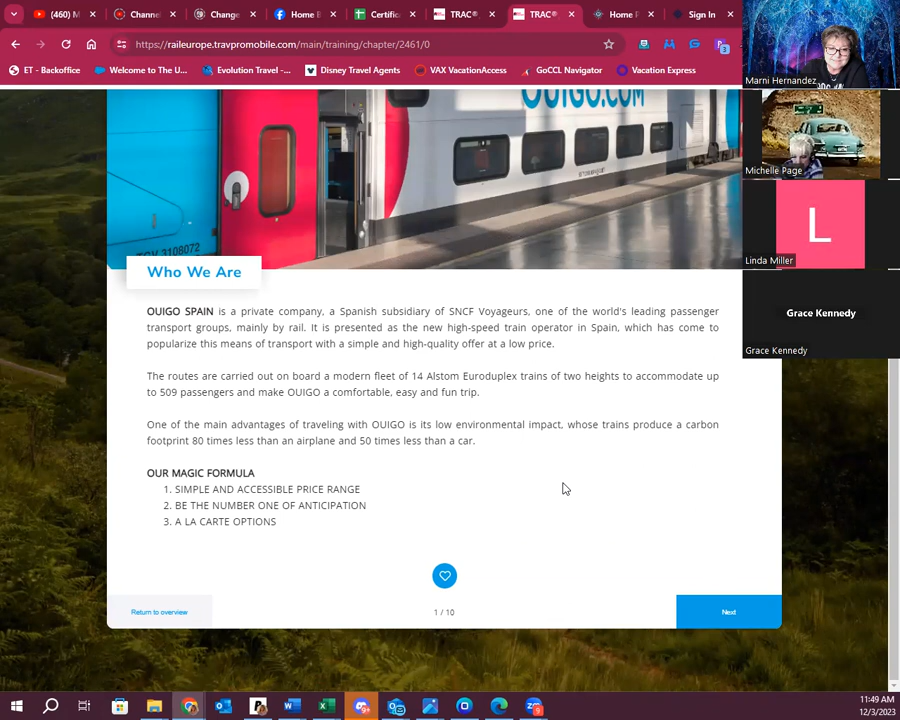 (460) M
Channel
Change
Home B
Certifica
TRAC®
TRAC®
Home P
Sign In
https://raileurope.travpromobile.com/main/training/chapter/2461/0
3
ET - Backoffice
Welcome to The U...
Evolution Travel -...
Disney Travel Agents
VAX VacationAccess
GoCCL Navigator
Vacation Express
Marni Hernandez
Michelle Page
L
Linda Miller
Grace Kennedy
Grace Kennedy
OUIGO.COM
TGV 3108072
Who We Are
OUIGO SPAIN is a private company, a Spanish subsidiary of SNCF Voyageurs, one of the world's leading passenger
transport groups, mainly by rail. It is presented as the new high-speed train operator in Spain, which has come to
popularize this means of transport with a simple and high-quality offer at a low price.
The routes are carried out on board a modern fleet of 14 Alstom Euroduplex trains of two heights to accommodate up
to 509 passengers and make OUIGO a comfortable, easy and fun trip.
One of the main advantages of traveling with OUIGO is its low environmental impact, whose trains produce a carbon
footprint 80 times less than an airplane and 50 times less than a car.
OUR MAGIC FORMULA
1. SIMPLE AND ACCESSIBLE PRICE RANGE
2. BE THE NUMBER ONE OF ANTICIPATION
3. A LA CARTE OPTIONS
Return to overview
1 / 10
Next
11:49 AM
12/3/2023